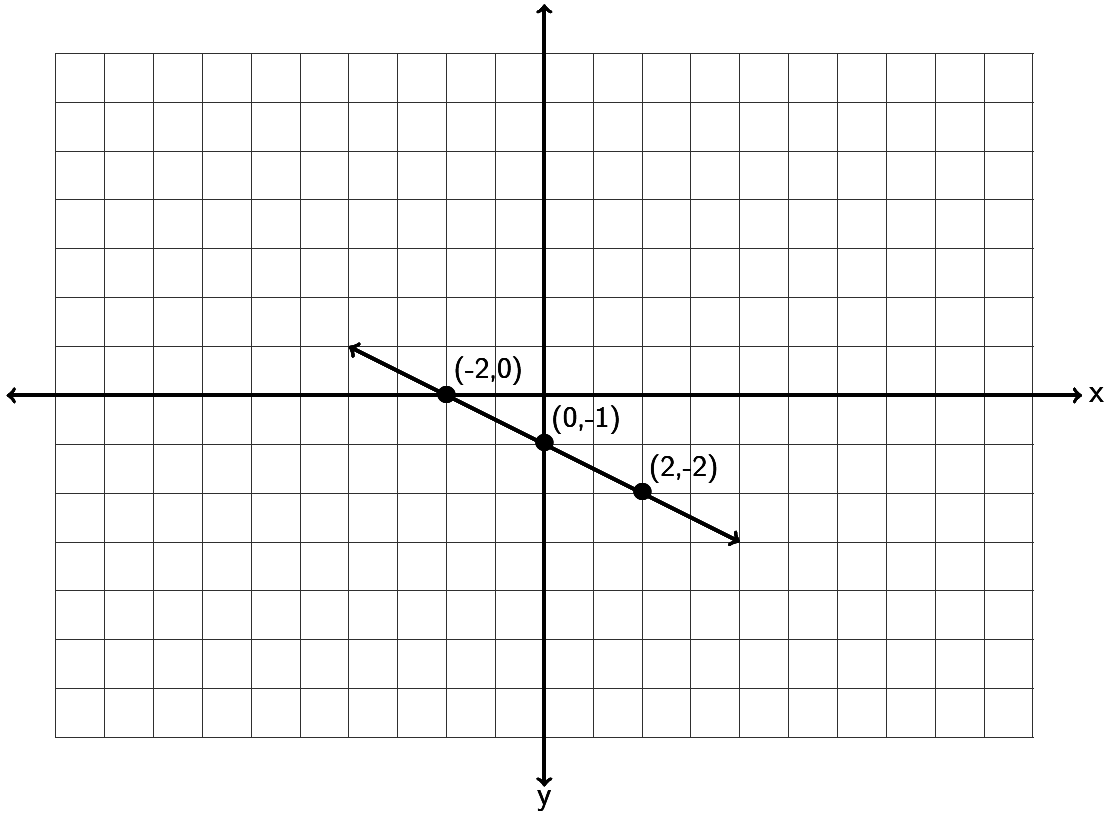 (-2,0)
x
(0,-1)
(2,-2)
y